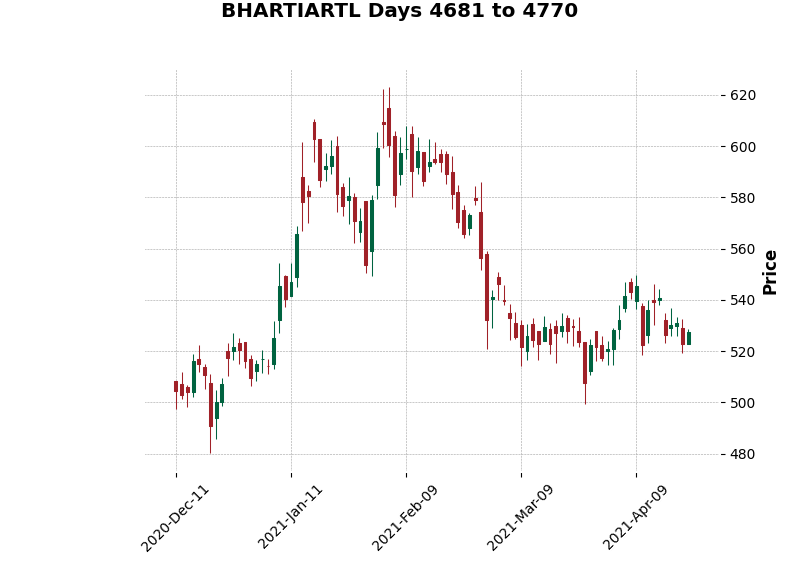 BHARTIARTL Days 4681 to 4770
620
600
580
560
540
520
500
480
Price
2020-Dec-11
2021-Jan-11
2021-Feb-09
2021-Mar-09
2021-Apr-09